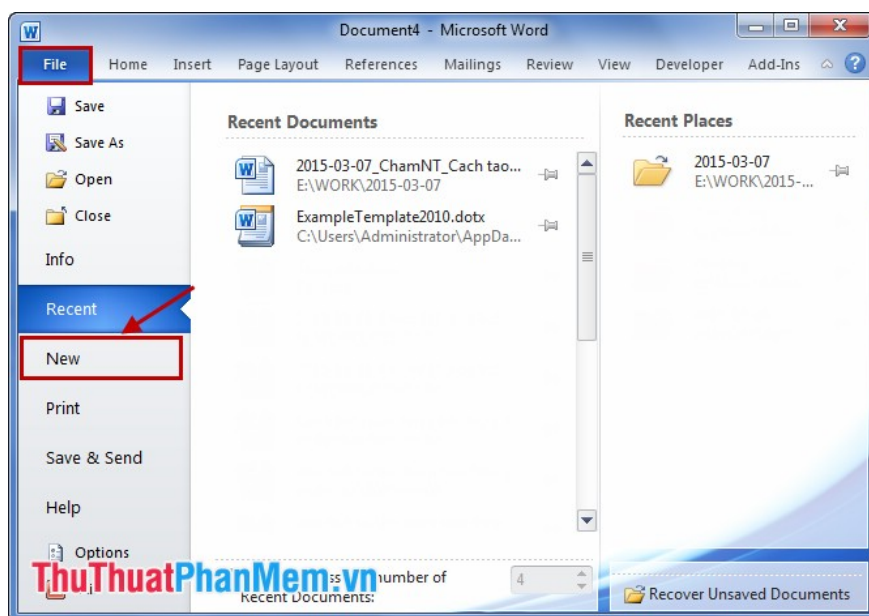 Document4 - Microsoft Word
File Home Insert Page Layout References Mailings Review View Developer Add-Ins
Save
Save As
Open
Close
Info
Recent
New
Print
Save & Send
Help
Options
Recent Documents
2015-03-07_ChamNT_Cach tao...
E:\WORK\2015-03-07
ExampleTemplate2010.dotx
C:\Users\Administrator\AppDa...
number of
Recent Documents:
4
Recent Places
2015-03-07
E:\WORK\2015-...
Recover Unsaved Documents
ThuThuatPhanMem.vn